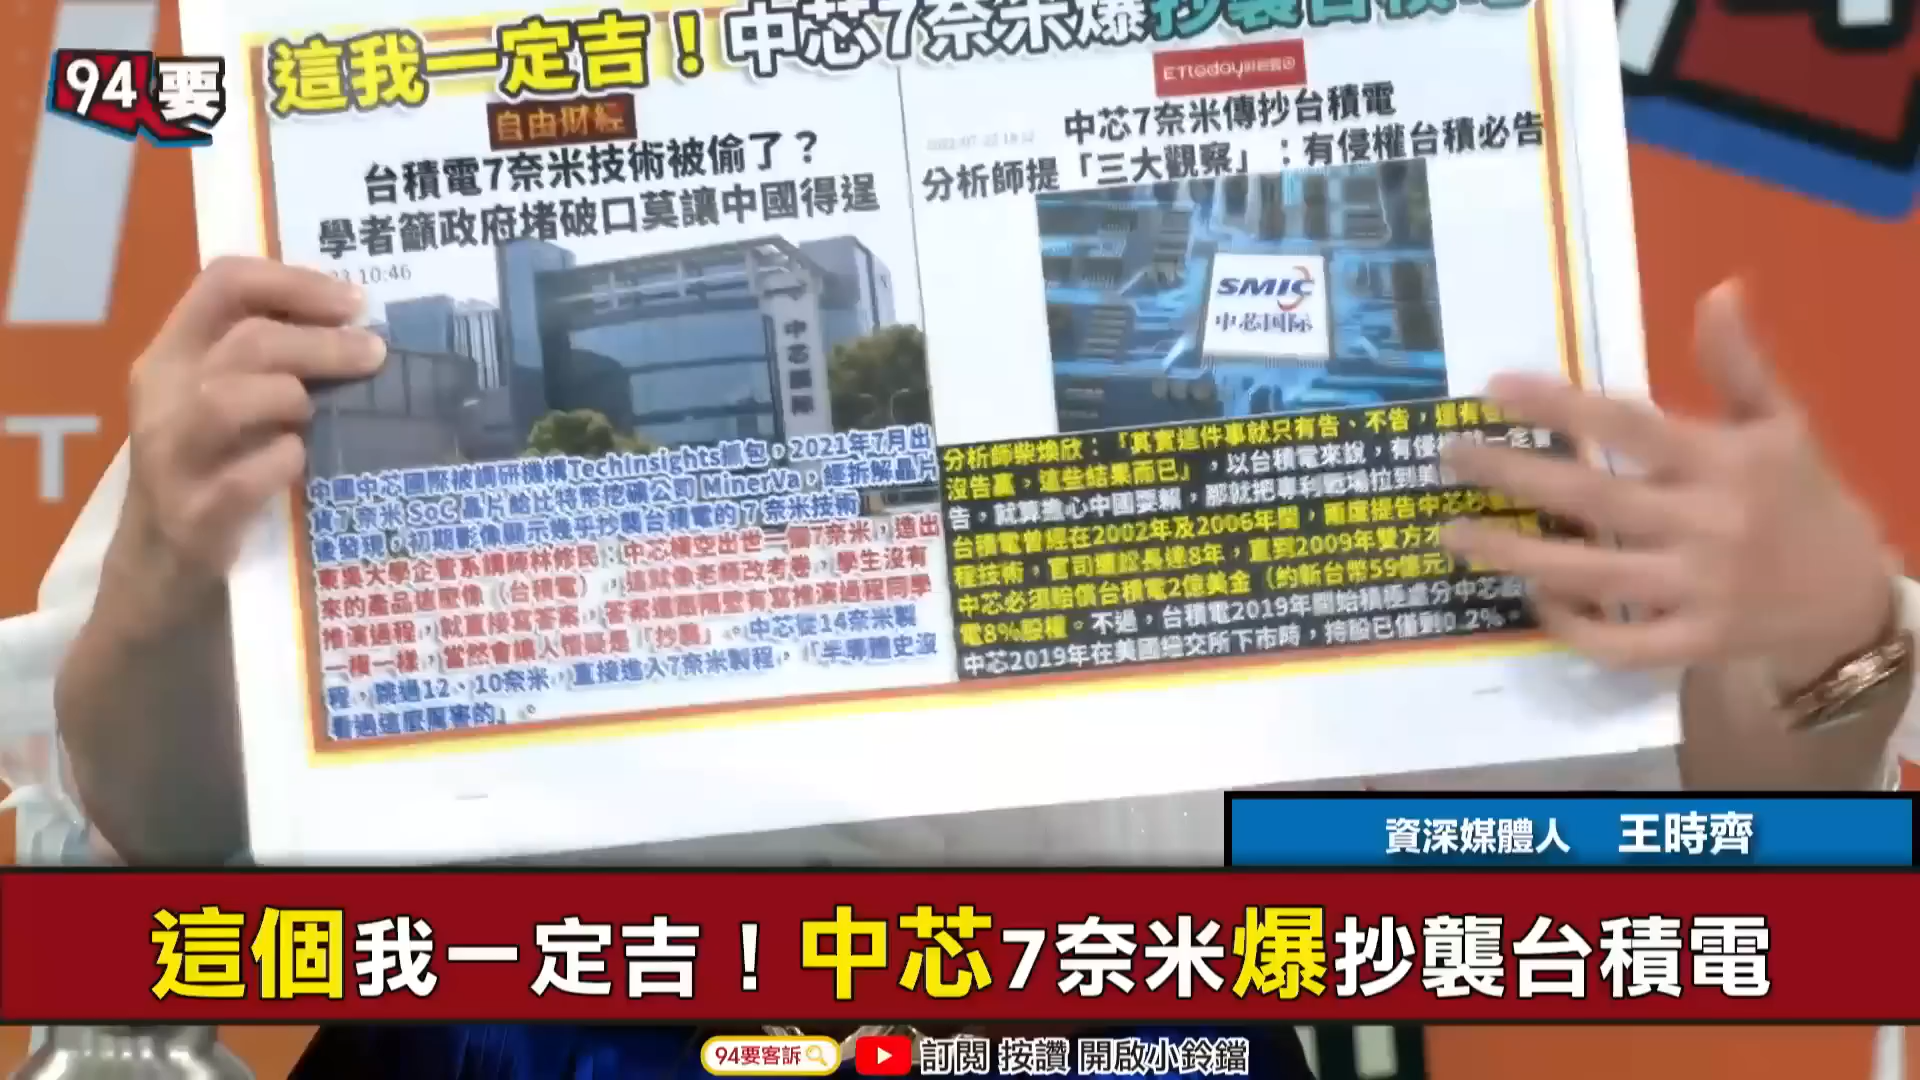 94要
這我一定吉！中芯7奈米爆抄襲台積電
自由財經
台積電7奈米技術被偷了？
學者籲政府堵破口莫讓中國得逞
10:46
中芯國際
中國中芯國際被調研機構TechInsights抓包。2021年7月出
貨7奈米SoC晶片給比特幣挖礦公司MinerVa，經拆解晶片
後發現，初期影像顯示幾乎抄襲台積電的7奈米技術
東吳大學企管系講師林修民：中芯橫空出世一個7奈米，造出
來的產品這麼像（台積電），這就像老師改考卷，學生沒有
推演過程，就直接寫答案，答案還跟隔壁有寫推演過程同學
一模一樣，當然會讓人懷疑是「抄襲」。中芯從14奈米製
程，跳過12、10奈米，直接進入7奈米製程，「半導體史沒
看過這麼厲害的」。
ETtoday新聞雲
中芯7奈米傳抄台積電
分析師提「三大觀察」：有侵權台積必告
SMIC
中芯国际
分析師柴煥欣：「其實這件事就只有告、不告，還有
沒告贏，這些結果而已」，以台積電來說，有侵
告，就算擔心中國耍賴，那就把專利戰場拉到美
台積電曾經在2002年及2006年間，兩度提告中芯
程技術，官司纏訟長達8年，直到2009年雙方才
中芯必須賠償台積電2億美金（約新台幣59億元）
電8%股權。不過，台積電2019年開始積極處分中芯
中芯2019年在美國紐交所下市時，持股已僅剩0.2%。
資深媒體人 王時齊
這個我一定吉！中芯7奈米爆抄襲台積電
94要客訴
訂閱 按讚 開啟小鈴鐺